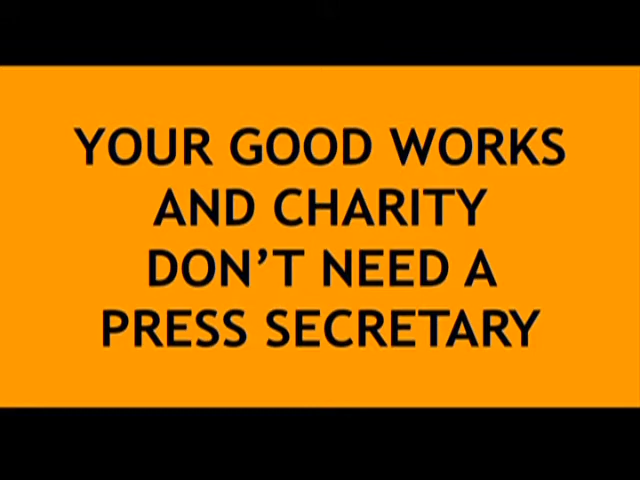 YOUR GOOD WORKS
AND CHARITY
DON’T NEED A
PRESS SECRETARY